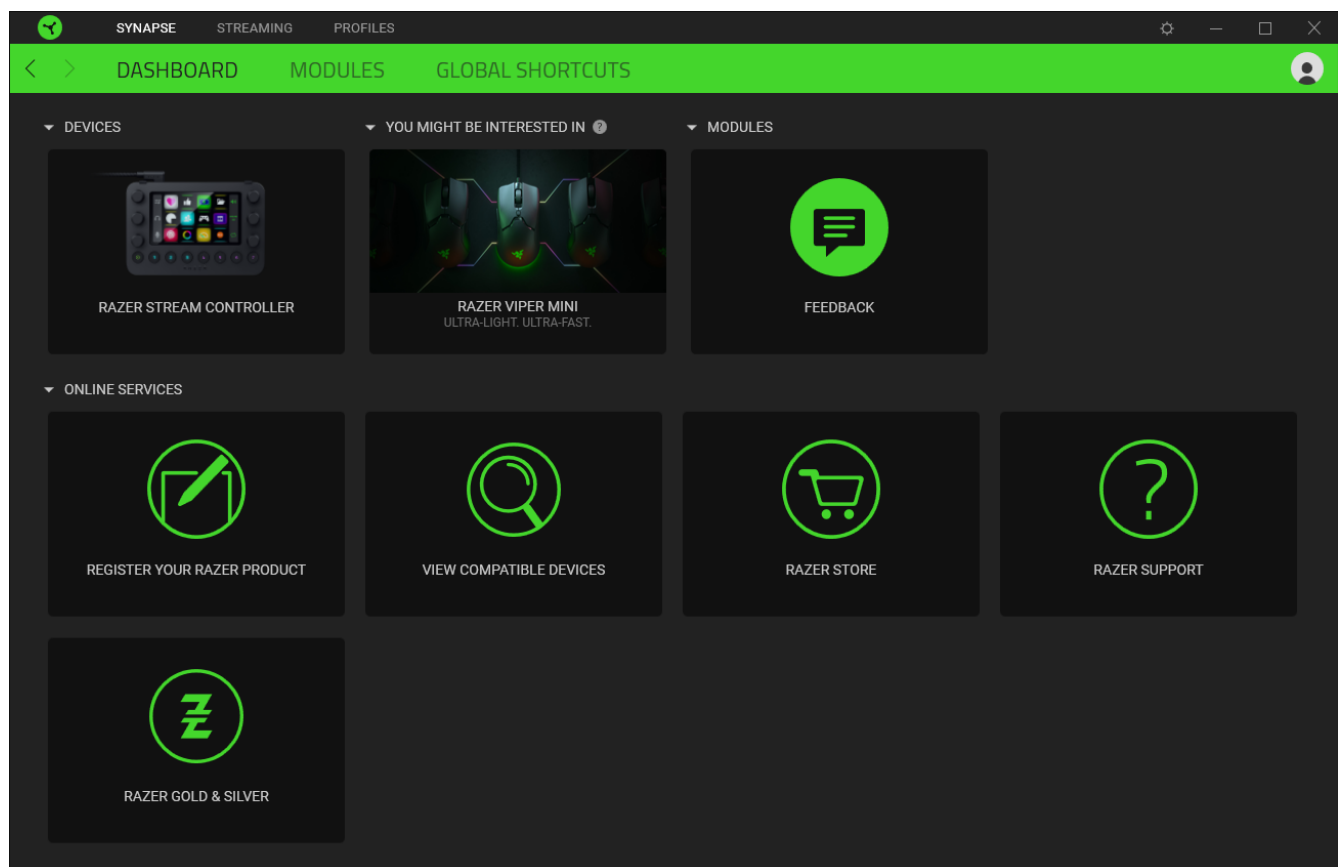 SYNAPSE STREAMING PROFILES
DASHBOARD MODULES GLOBAL SHORTCUTS
DEVICES
RAZER STREAM CONTROLLER
YOU MIGHT BE INTERESTED IN ?
RAZER VIPER MINI
ULTRA-LIGHT. ULTRA-FAST.
MODULES
FEEDBACK
ONLINE SERVICES
REGISTER YOUR RAZER PRODUCT
VIEW COMPATIBLE DEVICES
RAZER STORE
?
RAZER SUPPORT
RAZER GOLD & SILVER